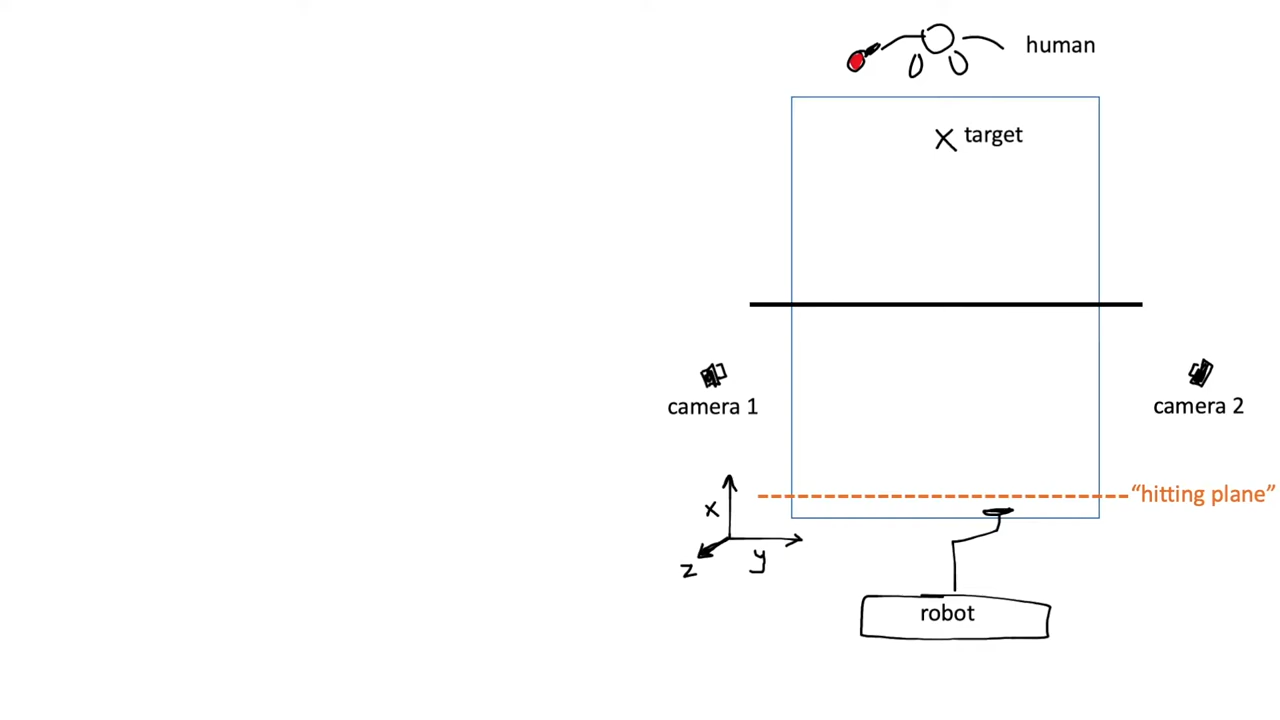 human
target
camera 1
camera 2
"hitting plane"
x
y
z
robot